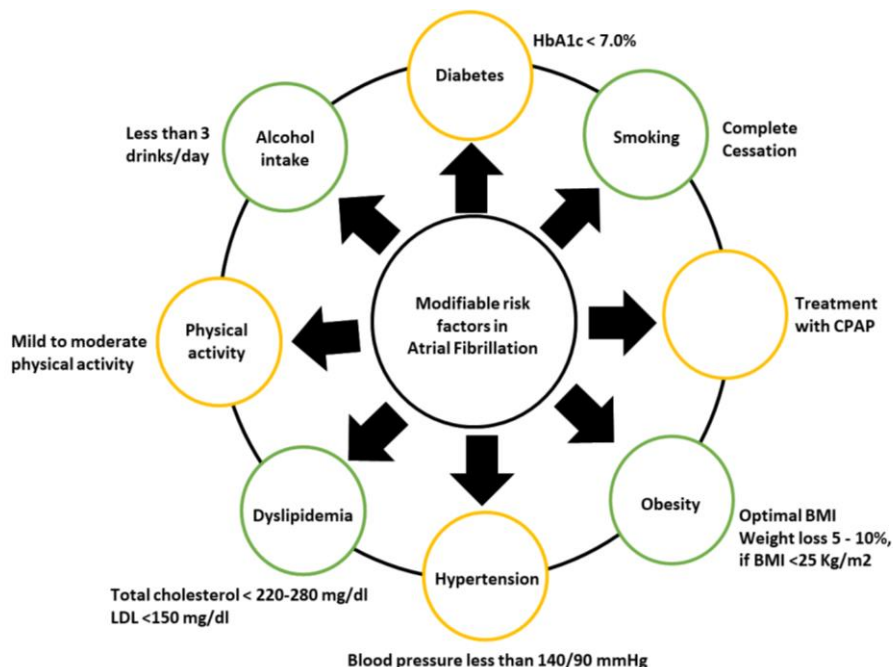 HbA1c < 7.0%
Diabetes
Smoking
Complete
Cessation
Treatment
with CPAP
Obesity
Optimal BMI
Weight loss 5 - 10%,
if BMI <25 Kg/m2
Hypertension
Blood pressure less than 140/90 mmHg
Dyslipidemia
Total cholesterol < 220-280 mg/dl
LDL <150 mg/dl
Physical
activity
Mild to moderate
physical activity
Alcohol
intake
Less than 3
drinks/day
Modifiable risk
factors in
Atrial Fibrillation